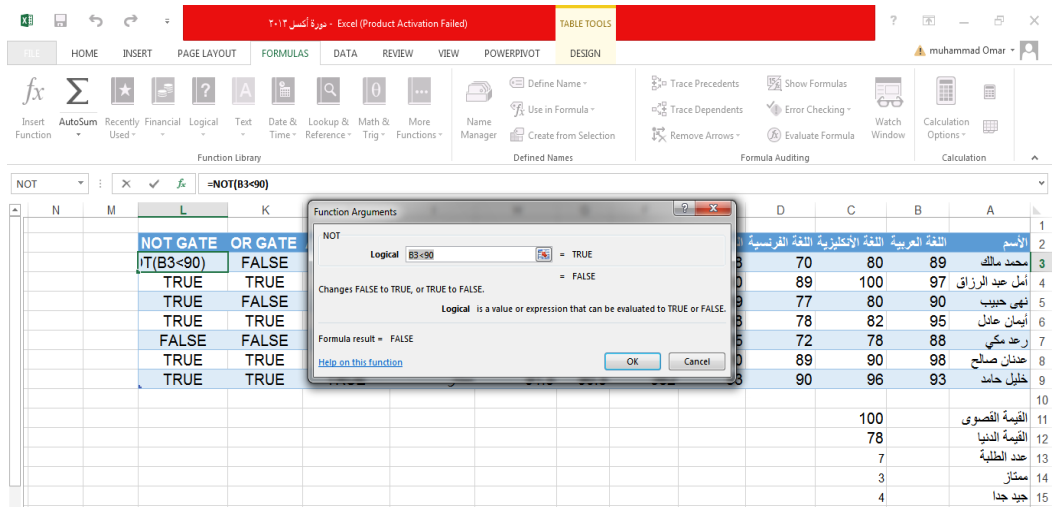 دورة أكسل ٢٠١٣ - Excel (Product Activation Failed)
TABLE TOOLS
FILE HOME INSERT PAGE LAYOUT FORMULAS DATA REVIEW VIEW POWERPIVOT DESIGN
muhammad Omar
Insert Function
AutoSum
Recently Used
Financial
Logical
Text
Date & Time
Lookup & Reference
Math & Trig
More Functions
Function Library
Name Manager
Define Name
Use in Formula
Create from Selection
Defined Names
Trace Precedents
Trace Dependents
Remove Arrows
Show Formulas
Error Checking
Evaluate Formula
Formula Auditing
Watch Window
Calculation Options
Calculation
NOT
=NOT(B3<90)
N M L K D C B A
1
NOT GATE OR GATE اللغة الفرنسية اللغة الأنكليزية اللغة العربية الأسم 2
T(B3<90) FALSE 70 80 89 محمد مالك 3
TRUE TRUE 89 100 97 أمل عبد الرزاق 4
TRUE FALSE 77 80 90 نهى حبيب 5
TRUE TRUE 78 82 95 أيمان عادل 6
FALSE FALSE 72 78 88 رعد مكي 7
TRUE TRUE 89 90 98 عدنان صالح 8
TRUE TRUE 90 96 93 خليل حامد 9
10
100 القيمة القصوى 11
78 القيمة الدنيا 12
7 عدد الطلبة 13
3 ممتاز 14
4 جيد جدا 15
Function Arguments
NOT
Logical B3<90 = TRUE
= FALSE
Changes FALSE to TRUE, or TRUE to FALSE.
Logical is a value or expression that can be evaluated to TRUE or FALSE.
Formula result = FALSE
Help on this function
OK
Cancel